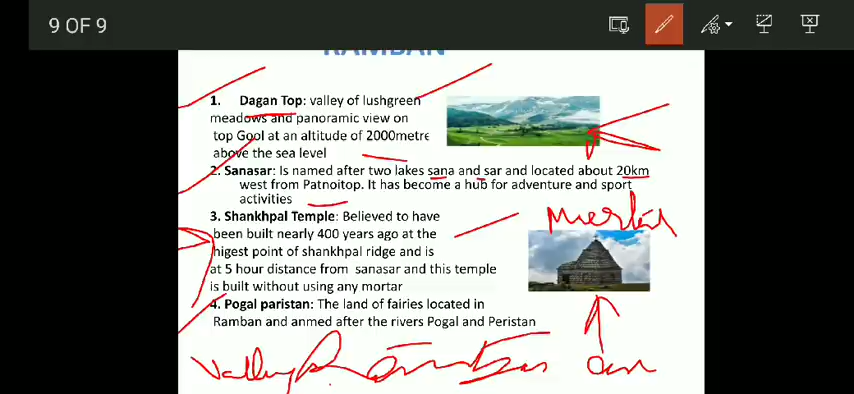 9 OF 9
RAMBAN
1. Dagan Top: valley of lushgreen
meadows and panoramic view on
top Gool at an altitude of 2000metre
above the sea level
2. Sanasar: Is named after two lakes sana and sar and located about 20km
west from Patnoitop. It has become a hub for adventure and sport
activities
3. Shankhpal Temple: Believed to have
been built nearly 400 years ago at the
higest point of shankhpal ridge and is
at 5 hour distance from sanasar and this temple
is built without using any mortar
4. Pogal paristan: The land of fairies located in
Ramban and anmed after the rivers Pogal and Peristan
Valley